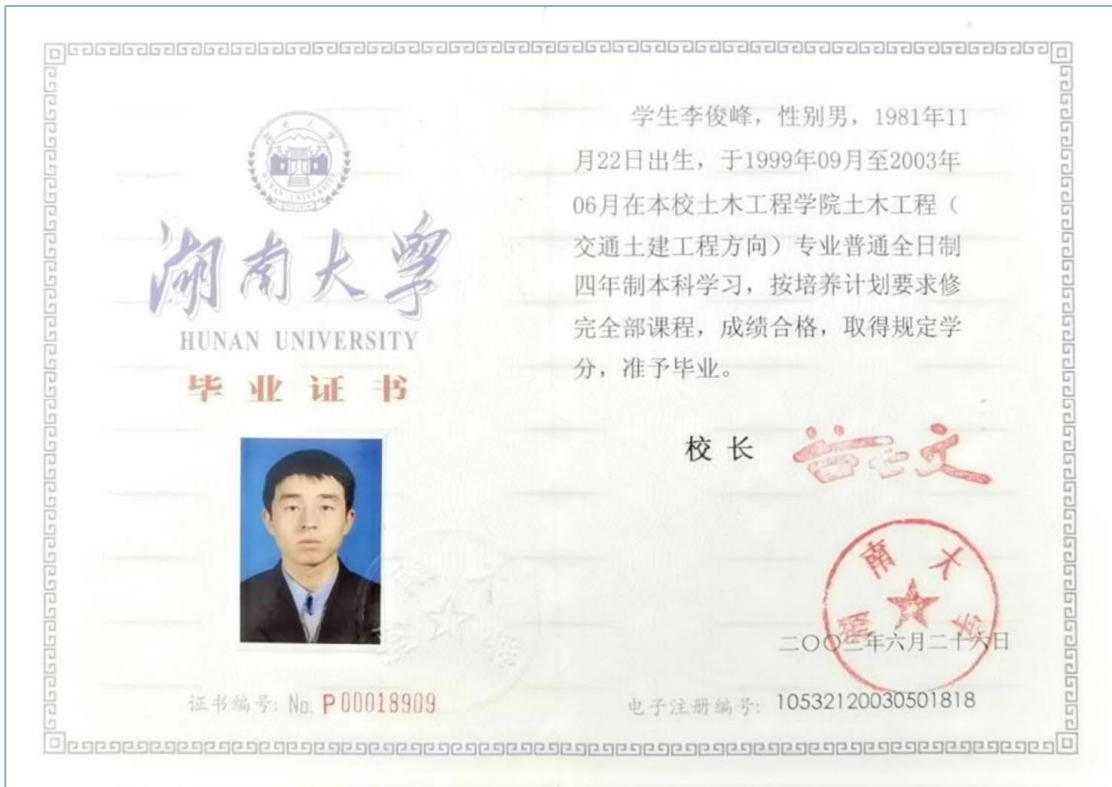 湖南大學
HUNAN UNIVERSITY
毕业证书
证书编号: No. P00018909
学生李俊峰，性别男，1981年11
月22日出生，于1999年09月至2003年
06月在本校土木工程学院土木工程（
交通土建工程方向）专业普通全日制
四年制本科学习，按培养计划要求修
完全部课程，成绩合格，取得规定学
分，准予毕业。
校长
二〇〇三年六月二十六日
电子注册编号: 10532120030501818